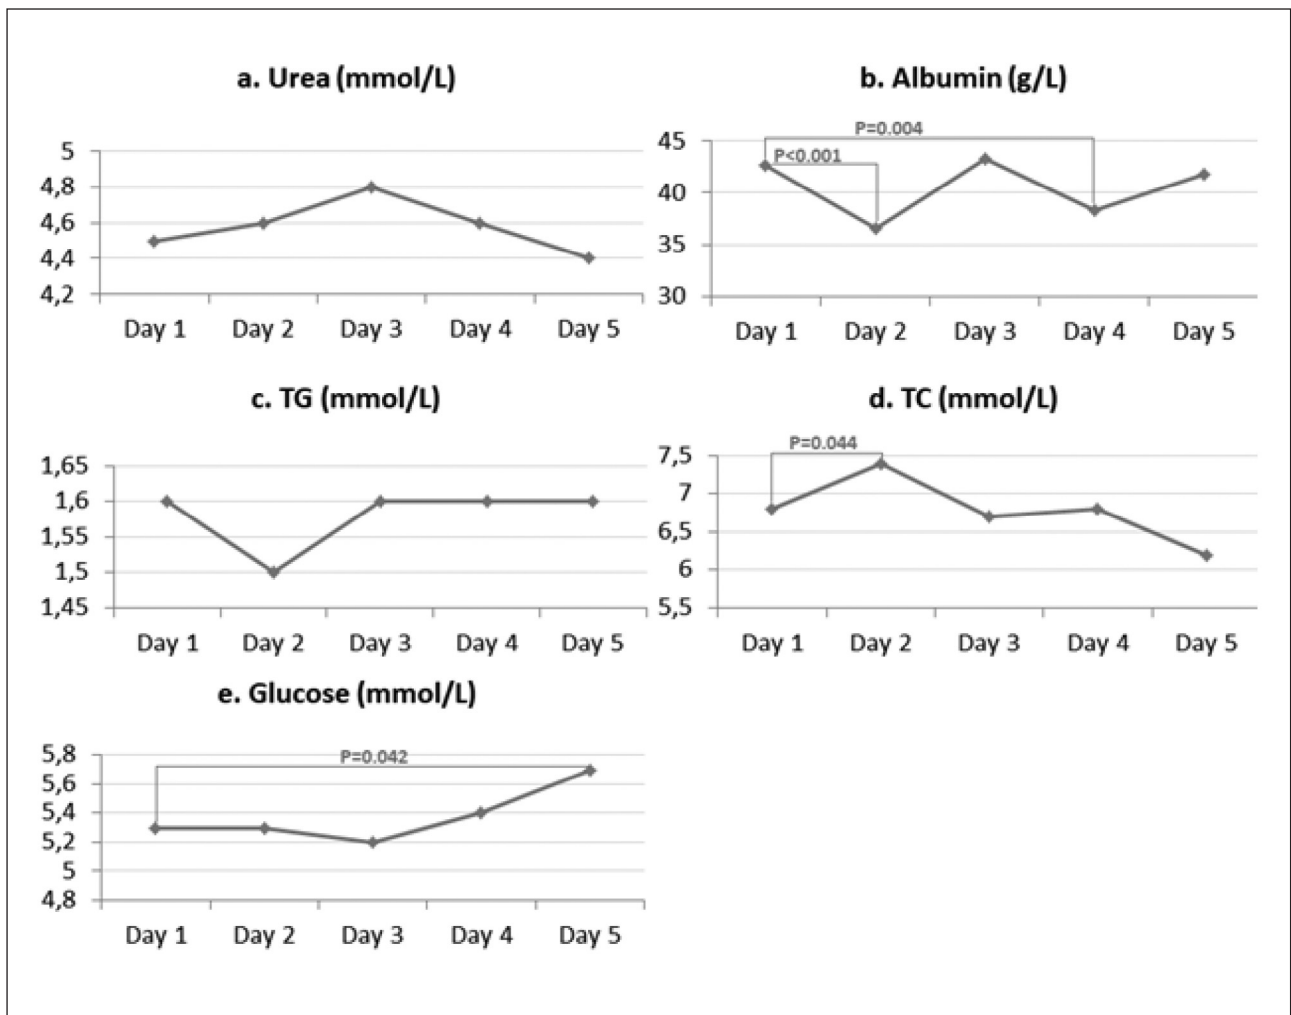 a. Urea (mmol/L)
5
4,8
4,6
4,4
4,2
Day 1 Day 2 Day 3 Day 4 Day 5
b. Albumin (g/L)
P=0.004
P<0.001
45
40
35
30
Day 1 Day 2 Day 3 Day 4 Day 5
c. TG (mmol/L)
1,65
1,6
1,55
1,5
1,45
Day 1 Day 2 Day 3 Day 4 Day 5
d. TC (mmol/L)
P=0.044
7,5
7
6,5
6
5,5
Day 1 Day 2 Day 3 Day 4 Day 5
e. Glucose (mmol/L)
P=0.042
5,8
5,6
5,4
5,2
5
4,8
Day 1 Day 2 Day 3 Day 4 Day 5